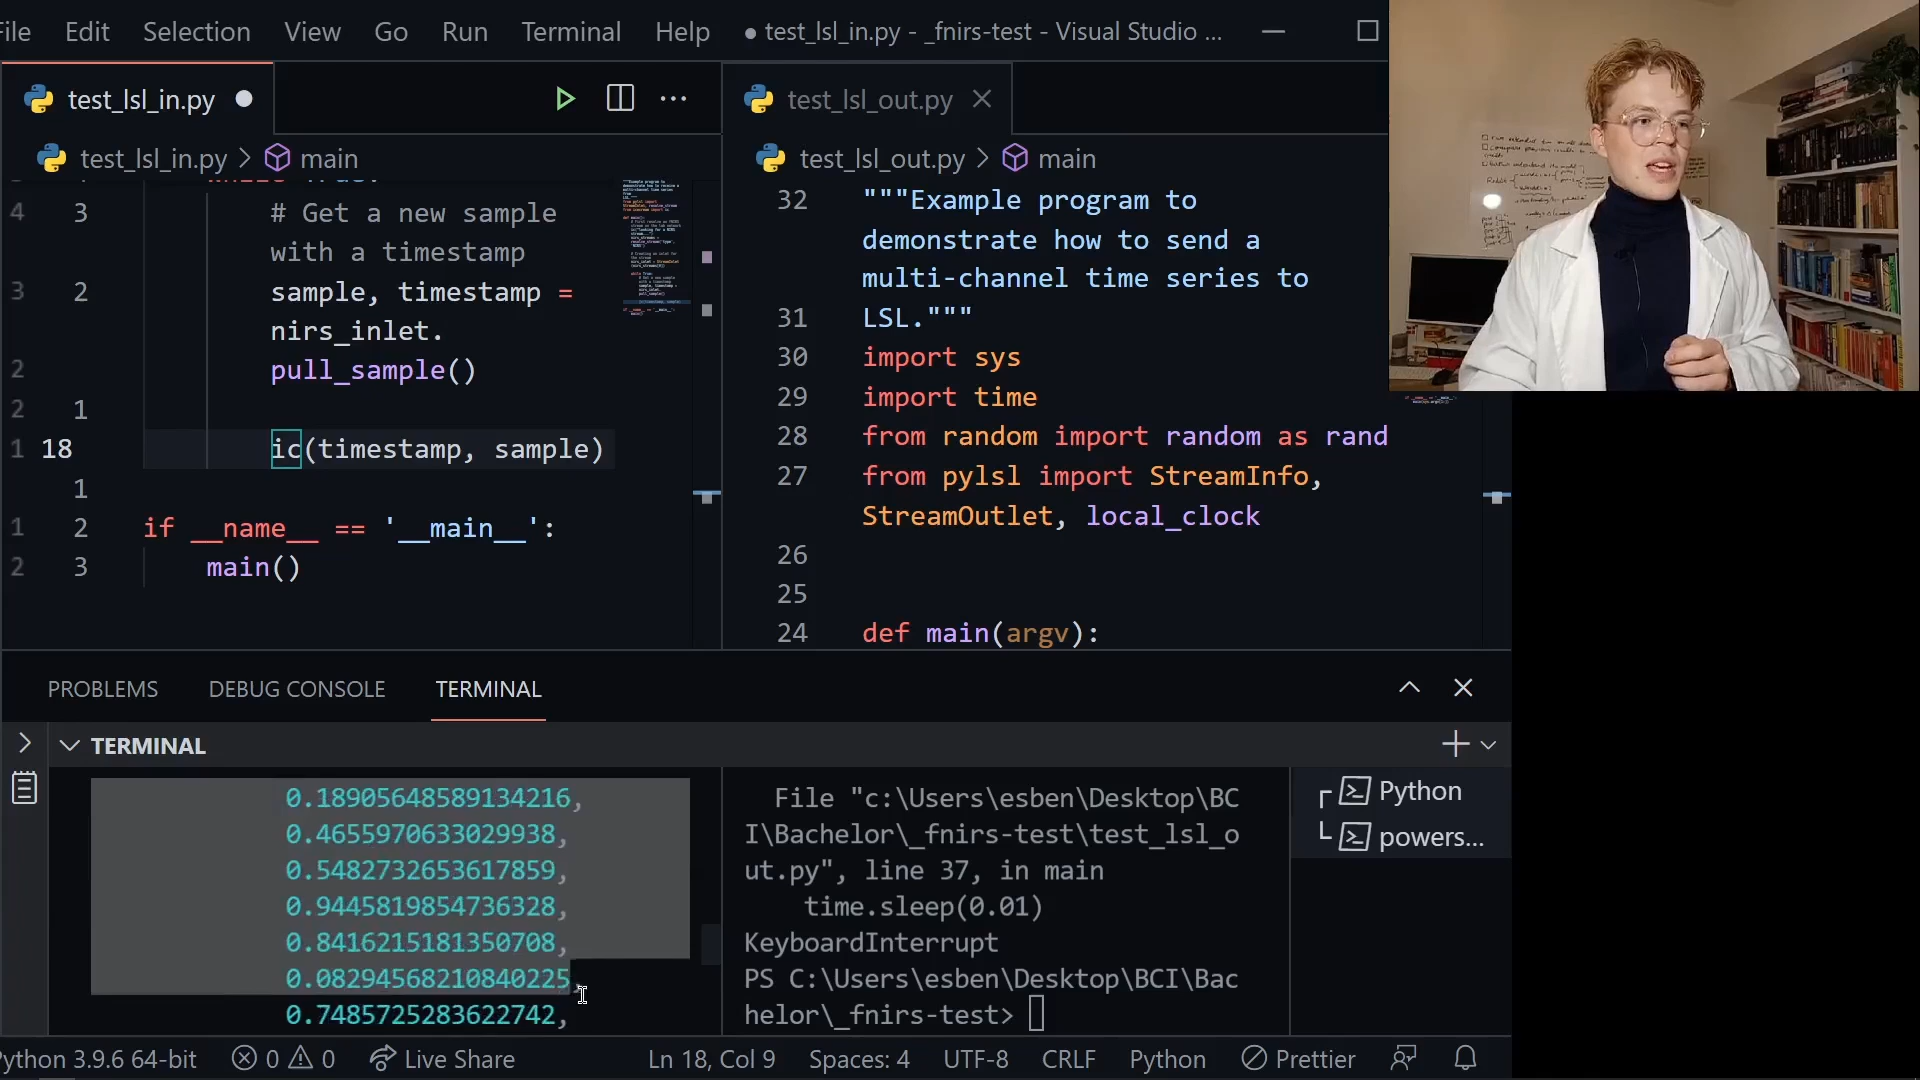 File Edit Selection View Go Run Terminal Help ● test_lsl_in.py - _fnirs-test - Visual Studio ...
test_lsl_in.py ●
test_lsl_in.py > main
4 3 # Get a new sample
with a timestamp
3 2 sample, timestamp =
nirs_inlet.
2 pull_sample()
2 1
1 18 ic(timestamp, sample)
1
1 2 if __name__ == '__main__':
2 3 main()
test_lsl_out.py
test_lsl_out.py > main
32 """Example program to
demonstrate how to send a
multi-channel time series to
31 LSL."""
30 import sys
29 import time
28 from random import random as rand
27 from pylsl import StreamInfo,
StreamOutlet, local_clock
26
25
24 def main(argv):
PROBLEMS DEBUG CONSOLE TERMINAL
TERMINAL
0.18905648589134216,
0.4655970633029938,
0.5482732653617859,
0.9445819854736328,
0.8416215181350708,
0.08294568210840225,
0.7485725283622742,
File "c:\Users\esben\Desktop\BC
I\Bachelor\_fnirs-test\test_lsl_o
ut.py", line 37, in main
time.sleep(0.01)
KeyboardInterrupt
PS C:\Users\esben\Desktop\BCI\Bac
helor\_fnirs-test>
Python
powers...
ython 3.9.6 64-bit 0 0 Live Share Ln 18, Col 9 Spaces: 4 UTF-8 CRLF Python Prettier